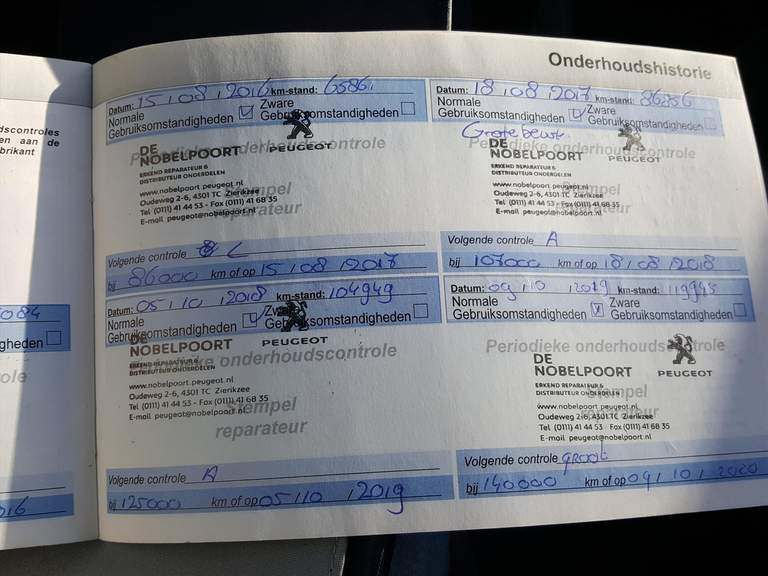 Onderhoudshistorie
dscontroles
en aan de
brikant
0084
gheden
ole
2016
Datum: 15 / 08 / 2016 km-stand:
Normale Zware
Gebruiksomstandigheden Gebruiksomstandigheden
Periodieke onderhoudscontrole
DE
NOBELPOORT PEUGEOT
ERKEND REPARATEUR &
DISTRIBUTEUR ONDERDELEN
www.nobelpoort.peugeot.nl
Oudeweg 2-6, 4301 TC Zierikzee
Tel (0111) 41 44 53 - Fax (0111) 41 68 35
E-mail peugeot@nobelpoort.nl
Stempel
reparateur
Volgende controle L
bij 86000 km of op 15 / 08 / 2017
Datum: 18 / 08 / 2017 km-stand: 86286
Normale Zware
Gebruiksomstandigheden Gebruiksomstandigheden
Grote beurt
Periodieke onderhoudscontrole
DE
NOBELPOORT PEUGEOT
ERKEND REPARATEUR &
DISTRIBUTEUR ONDERDELEN
www.nobelpoort.peugeot.nl
Oudeweg 2-6, 4301 TC Zierikzee
Tel (0111) 41 44 53 - Fax (0111) 41 68 35
E-mail peugeot@nobelpoort.nl
Stempel
reparateur
Volgende controle A
bij 107000 km of op 18 / 08 / 2018
Datum: 05 / 10 / 2018 km-stand: 104949
Normale Zware
Gebruiksomstandigheden Gebruiksomstandigheden
DE
NOBELPOORT PEUGEOT
Periodieke onderhoudscontrole
ERKEND REPARATEUR &
DISTRIBUTEUR ONDERDELEN
www.nobelpoort.peugeot.nl
Oudeweg 2-6, 4301 TC Zierikzee
Tel (0111) 41 44 53 - Fax (0111) 41 68 35
E-mail peugeot@nobelpoort.nl
Stempel
reparateur
Volgende controle A
bij 125000 km of op 05 / 10 / 2019
Datum: 09 / 10 / 2019 km-stand: 119945
Normale Zware
Gebruiksomstandigheden Gebruiksomstandigheden
Periodieke onderhoudscontrole
DE
NOBELPOORT PEUGEOT
ERKEND REPARATEUR &
DISTRIBUTEUR ONDERDELEN
www.nobelpoort.peugeot.nl
Oudeweg 2-6, 4301 TC Zierikzee
Tel (0111) 41 44 53 - Fax (0111) 41 68 35
E-mail peugeot@nobelpoort.nl
Stempel
reparateur
Volgende controle groot
bij 140000 km of op 09 / 10 / 2020